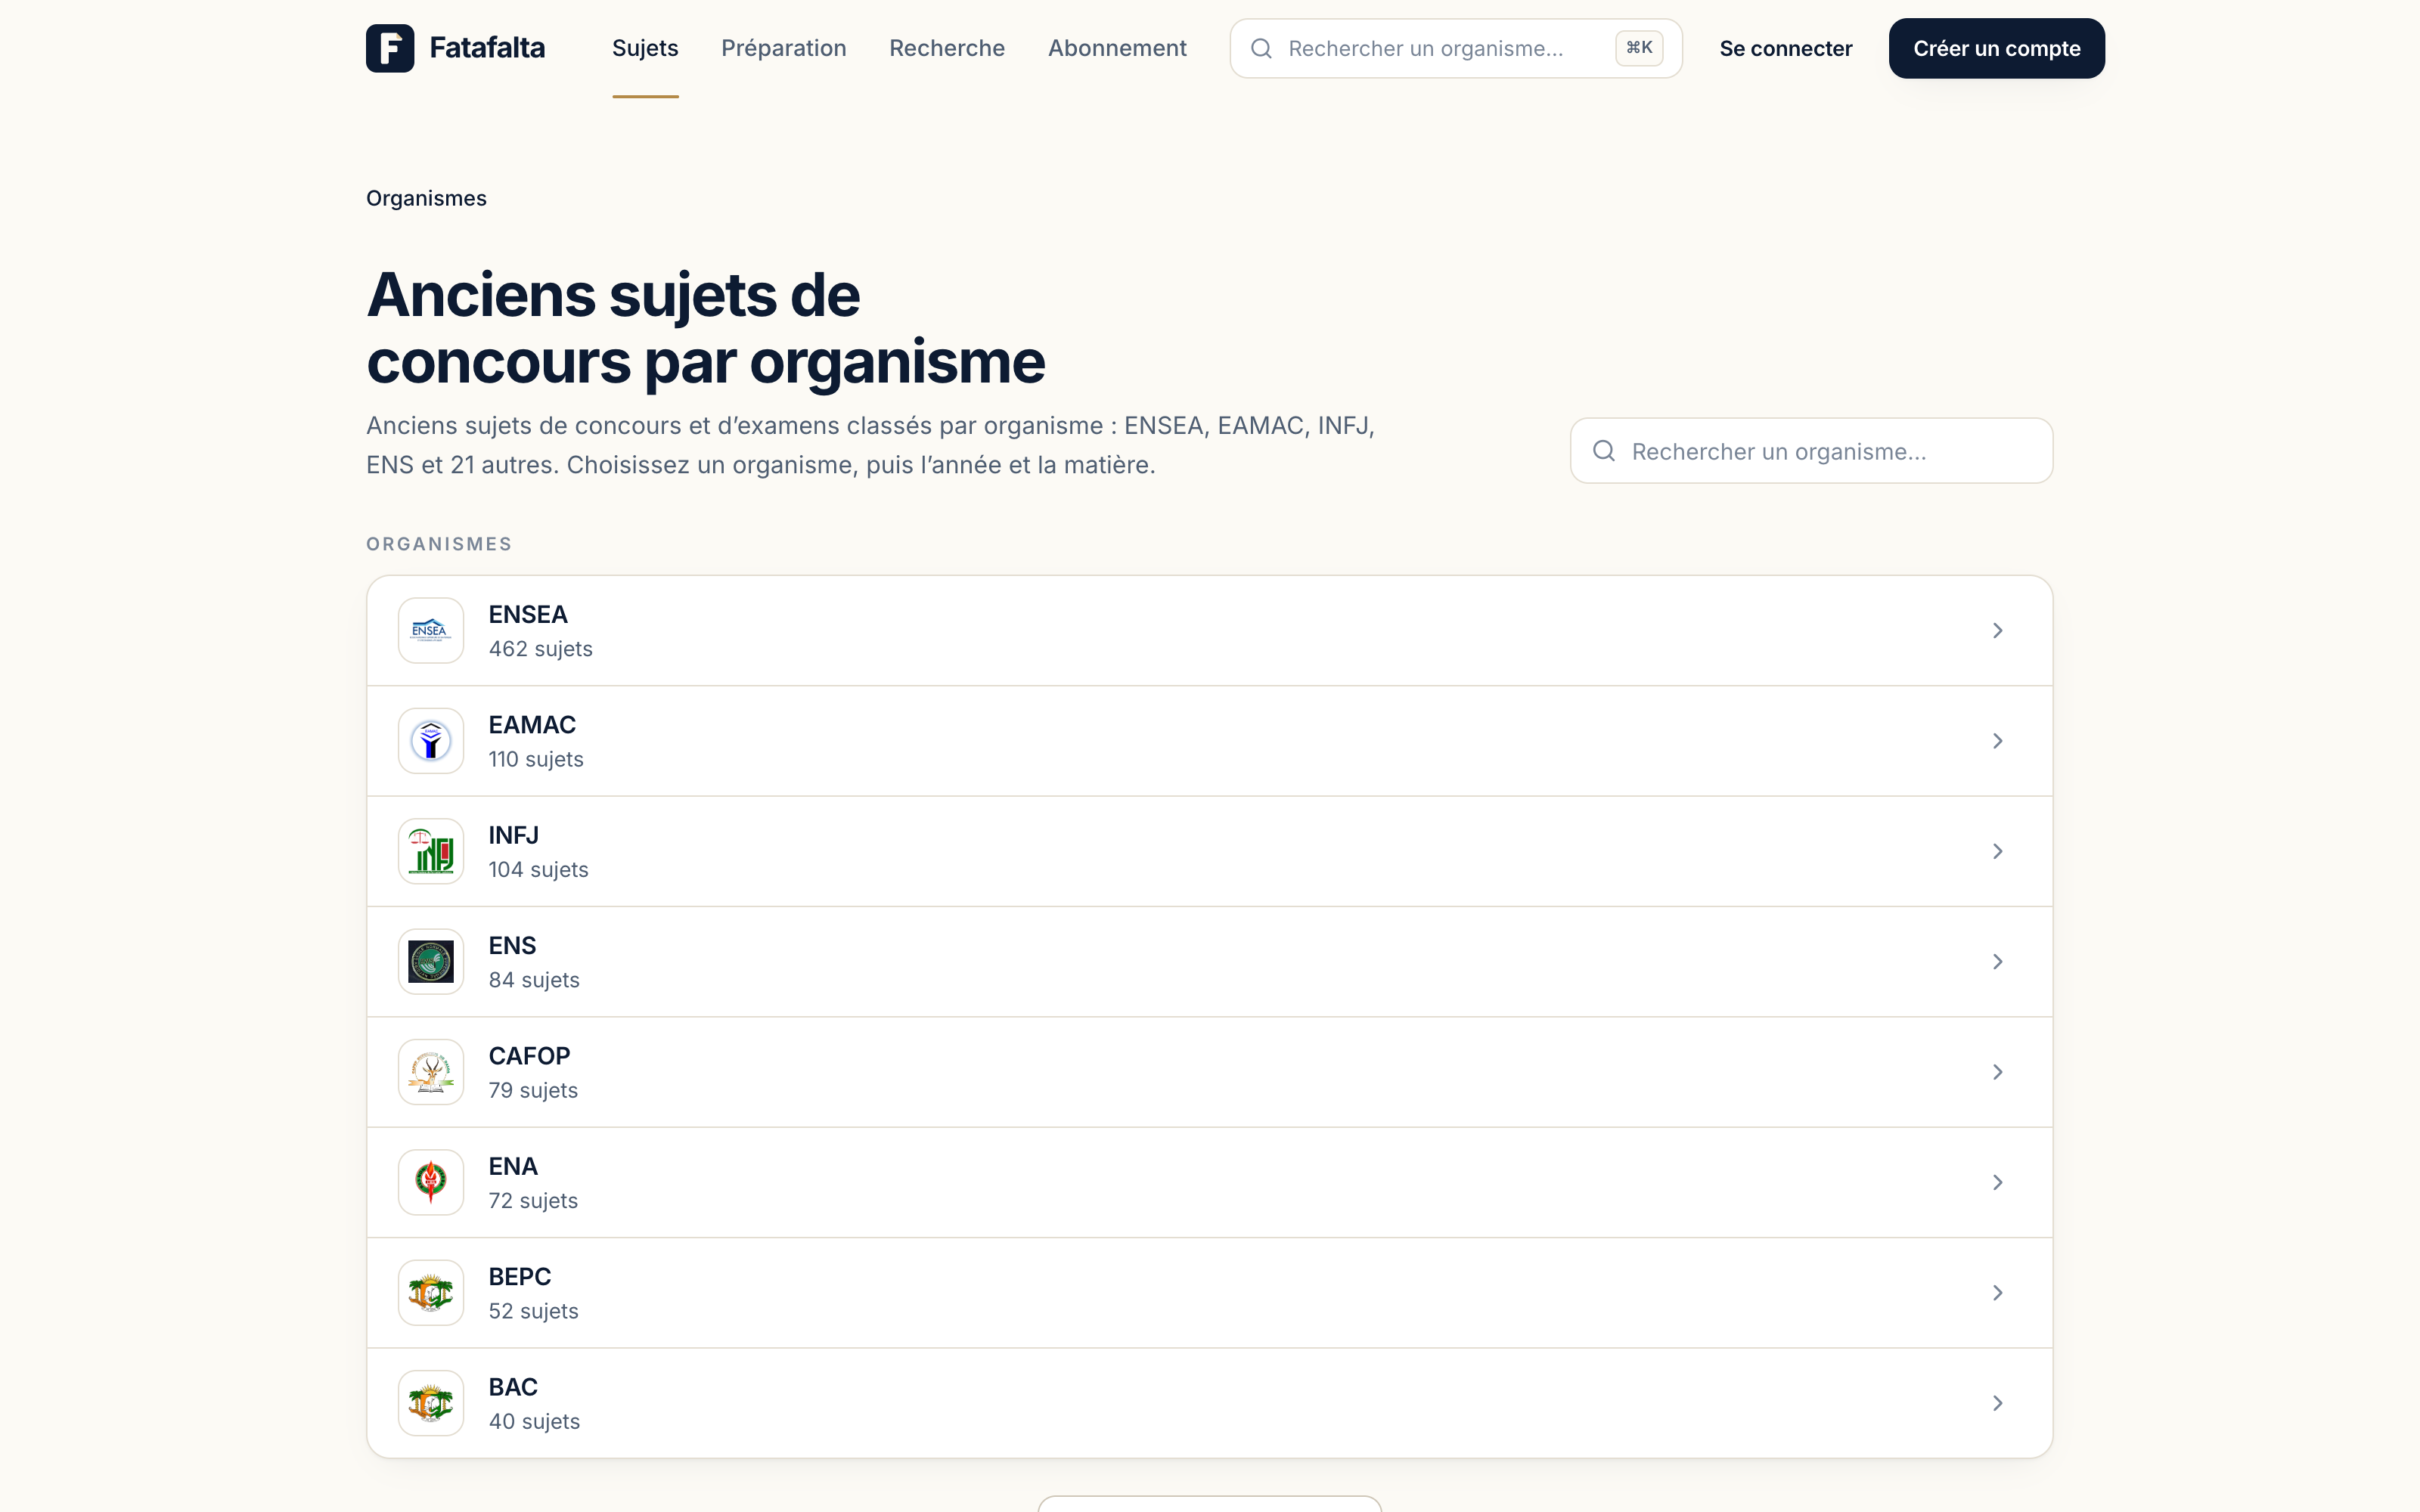 Fatafalta
Sujets
Préparation
Recherche
Abonnement
Rechercher un organisme...
⌘K
Se connecter
Créer un compte
Organismes
Anciens sujets de
concours par organisme
Anciens sujets de concours et d’examens classés par organisme : ENSEA, EAMAC, INFJ,
ENS et 21 autres. Choisissez un organisme, puis l’année et la matière.
Rechercher un organisme...
ORGANISMES
ENSEA
ENSEA
462 sujets
EAMAC
110 sujets
INFJ
INFJ
104 sujets
ENS
84 sujets
CAFOP
79 sujets
ENA
72 sujets
BEPC
52 sujets
BAC
40 sujets